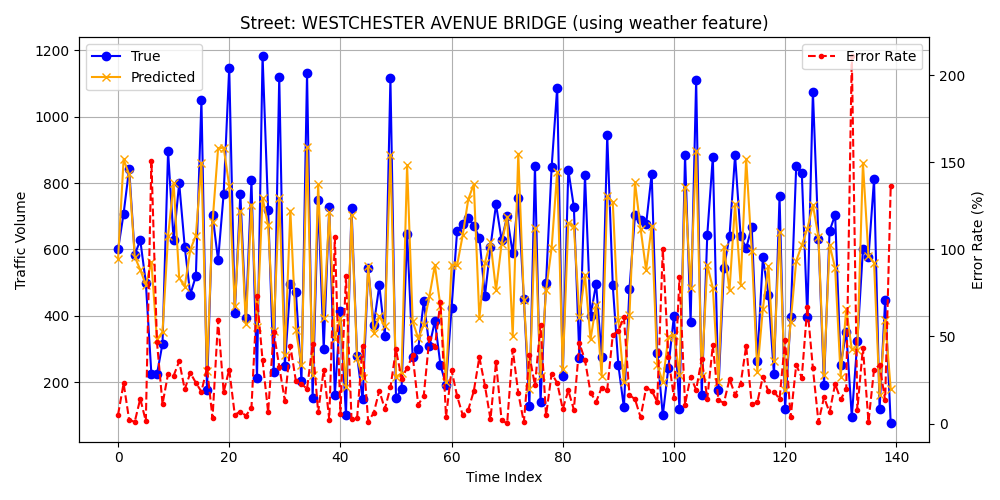 Street: WESTCHESTER AVENUE BRIDGE (using weather feature)
True
Predicted
Error Rate
1200
1000
800
600
400
200
Traffic Volume
200
150
100
50
0
Error Rate (%)
0 20 40 60 80 100 120 140
Time Index